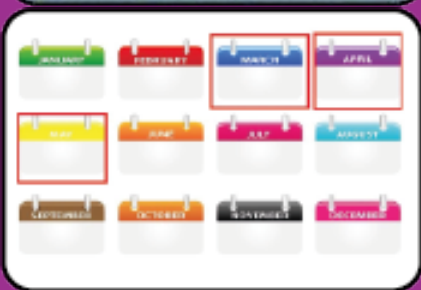 JANUARY FEBRUARY MARCH APRIL
MAY JUNE JULY AUGUST
SEPTEMBER OCTOBER NOVEMBER DECEMBER